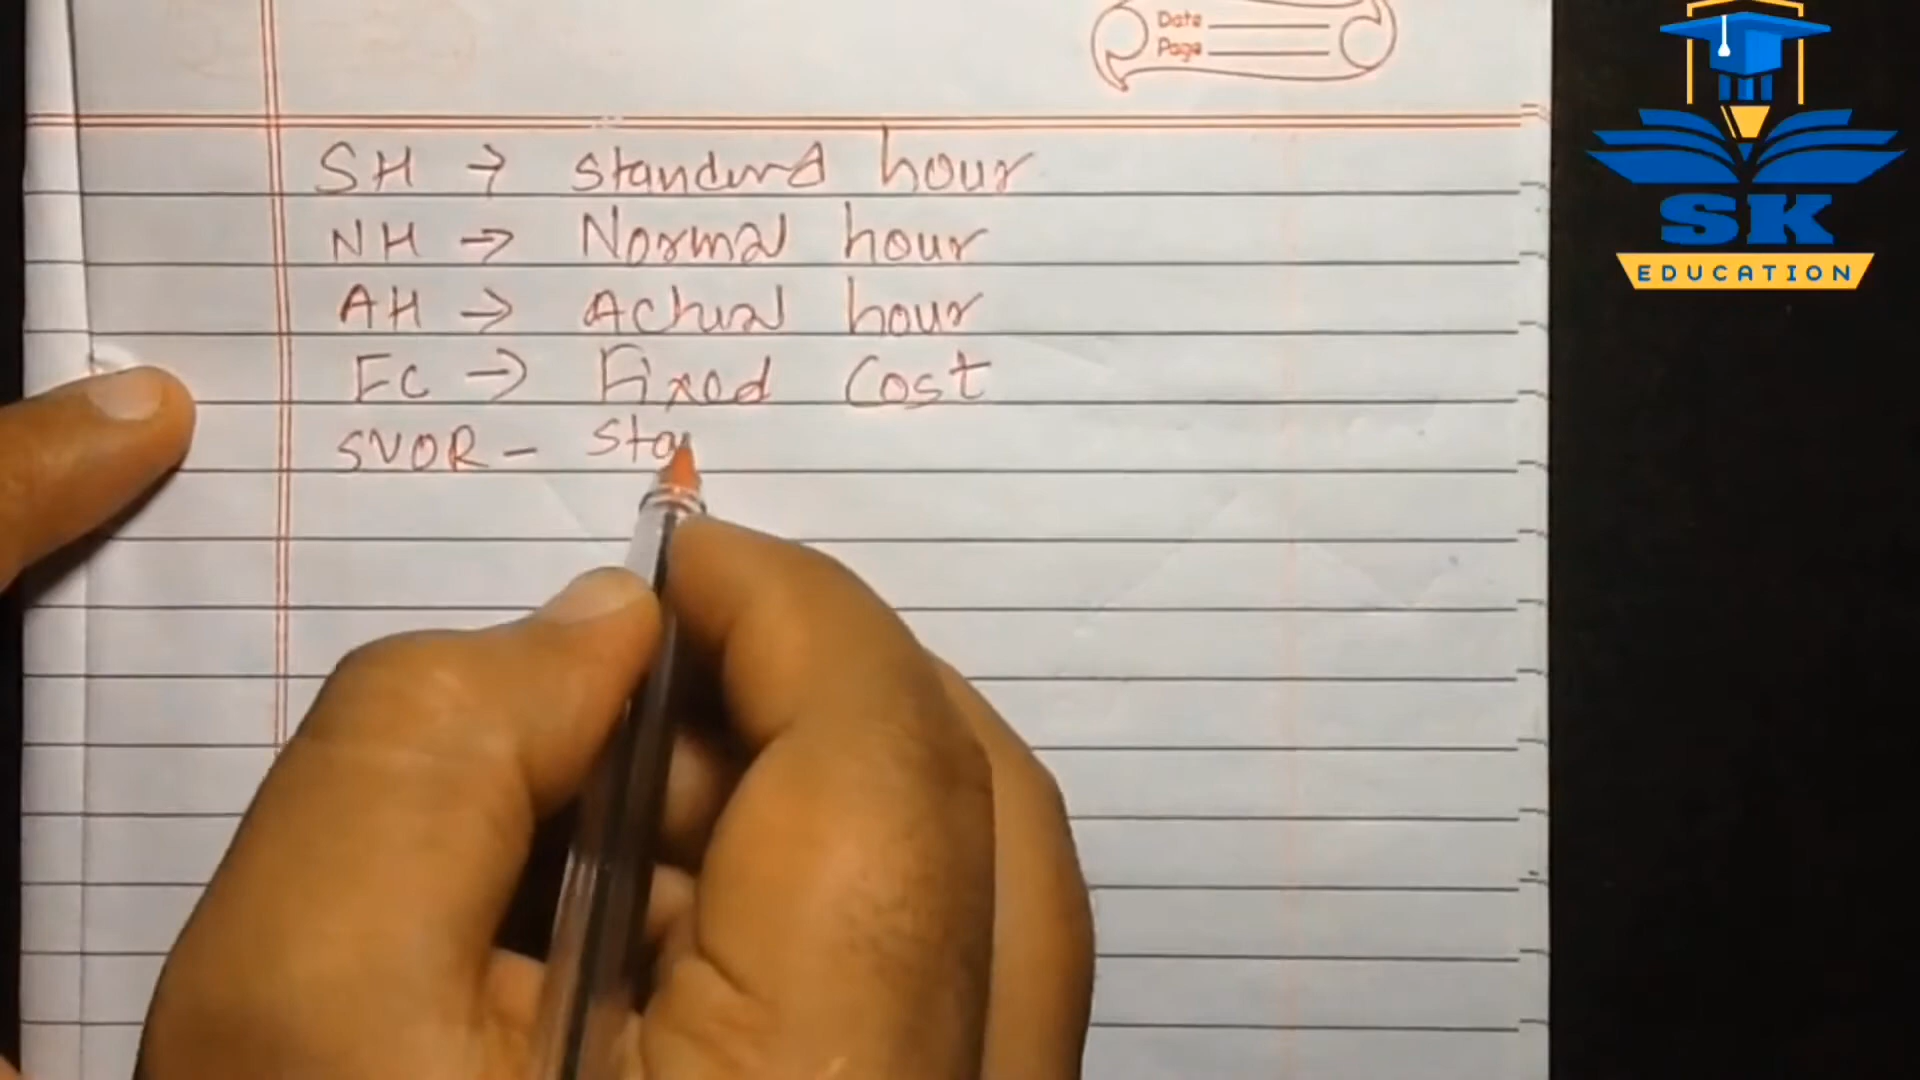 Date
Page
SH → Standard hour
NH → Normal hour
AH → Actual hour
FC → Fixed Cost
SVOR - Sta
SK
EDUCATION